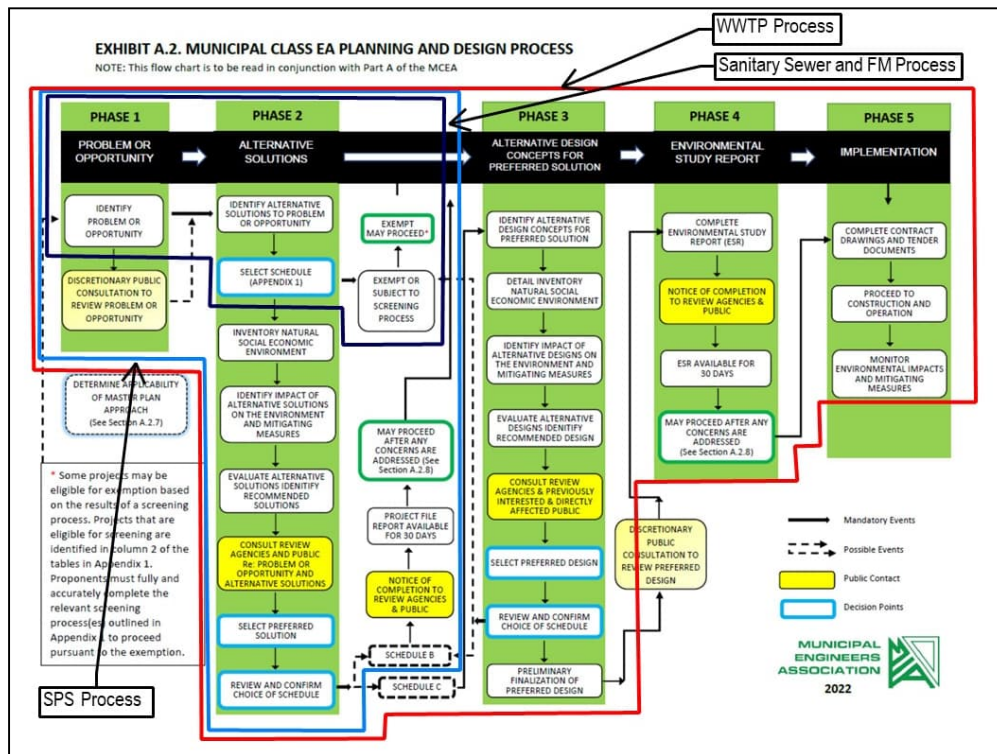 WWTP Process
EXHIBIT A.2. MUNICIPAL CLASS EA PLANNING AND DESIGN PROCESS
NOTE: This flow chart is to be read in conjunction with Part A of the MCEA
Sanitary Sewer and FM Process
PHASE 1
PROBLEM OR
OPPORTUNITY
IDENTIFY
PROBLEM OR
OPPORTUNITY
DISCRETIONARY PUBLIC
CONSULTATION TO
REVIEW PROBLEM OR
OPPORTUNITY
DETERMINE APPLICABILITY
OF MASTER PLAN
APPROACH
(See Section A.2.7)
* Some projects may be
eligible for exemption based
on the results of a screening
process. Projects that are
eligible for screening are
identified in column 2 of the
tables in Appendix 1.
Proponents must fully and
accurately complete the
relevant screening
process(es) outlined in
Appendix 1 to proceed
pursuant to the exemption.
SPS Process
PHASE 2
ALTERNATIVE
SOLUTIONS
IDENTIFY ALTERNATIVE
SOLUTIONS TO PROBLEM
OR OPPORTUNITY
SELECT SCHEDULE
(APPENDIX 1)
INVENTORY NATURAL
SOCIAL ECONOMIC
ENVIRONMENT
IDENTIFY IMPACT OF
ALTERNATIVE SOLUTIONS
ON THE ENVIRONMENT
AND MITIGATING
MEASURES
EVALUATE ALTERNATIVE
SOLUTIONS IDENTIFY
RECOMMENDED
SOLUTIONS
CONSULT REVIEW
AGENCIES AND PUBLIC
Re: PROBLEM OR
OPPORTUNITY AND
ALTERNATIVE SOLUTIONS
SELECT PREFERRED
SOLUTION
REVIEW AND CONFIRM
CHOICE OF SCHEDULE
EXEMPT
MAY PROCEED*
EXEMPT OR
SUBJECT TO
SCREENING
PROCESS
MAY PROCEED
AFTER ANY
CONCERNS ARE
ADDRESSED (See
Section A.2.8)
PROJECT FILE
REPORT AVAILABLE
FOR 30 DAYS
NOTICE OF
COMPLETION TO
REVIEW AGENCIES
& PUBLIC
SCHEDULE B
SCHEDULE C
PHASE 3
ALTERNATIVE DESIGN
CONCEPTS FOR
PREFERRED SOLUTION
IDENTIFY ALTERNATIVE
DESIGN CONCEPTS FOR
PREFERRED SOLUTION
DETAIL INVENTORY
NATURAL SOCIAL
ECONOMIC ENVIRONMENT
IDENTIFY IMPACT OF
ALTERNATIVE DESIGNS ON
THE ENVIRONMENT AND
MITIGATING MEASURES
EVALUATE ALTERNATIVE
DESIGNS IDEINTIFY
RECOMMENDED DESIGN
CONSULT REVIEW
AGENCIES & PREVIOUSLY
INTERESTED & DIRECTLY
AFFECTED PUBLIC
SELECT PREFERRED DESIGN
REVIEW AND CONFIRM
CHOICE OF SCHEDULE
PRELIMINARY
FINALIZATION OF
PREFERRED DESIGN
DISCRETIONARY
PUBLIC
CONSULTATION TO
REVIEW PREFERRED
DESIGN
PHASE 4
ENVIRONMENTAL
STUDY REPORT
COMPLETE
ENVIRONMENTAL STUDY
REPORT (ESR)
NOTICE OF COMPLETION
TO REVIEW AGENCIES &
PUBLIC
ESR AVAILABLE FOR
30 DAYS
MAY PROCEED AFTER ANY
CONCERNS ARE ADDRESSED
(See Section A.2.8)
PHASE 5
IMPLEMENTATION
COMPLETE CONTRACT
DRAWINGS AND TENDER
DOCUMENTS
PROCEED TO
CONSTRUCTION AND
OPERATION
MONITOR
ENVIRONMENTAL IMPACTS
AND MITIGATING
MEASURES
Mandatory Events
Possible Events
Public Contact
Decision Points
MUNICIPAL
ENGINEERS
ASSOCIATION
2022
MEA